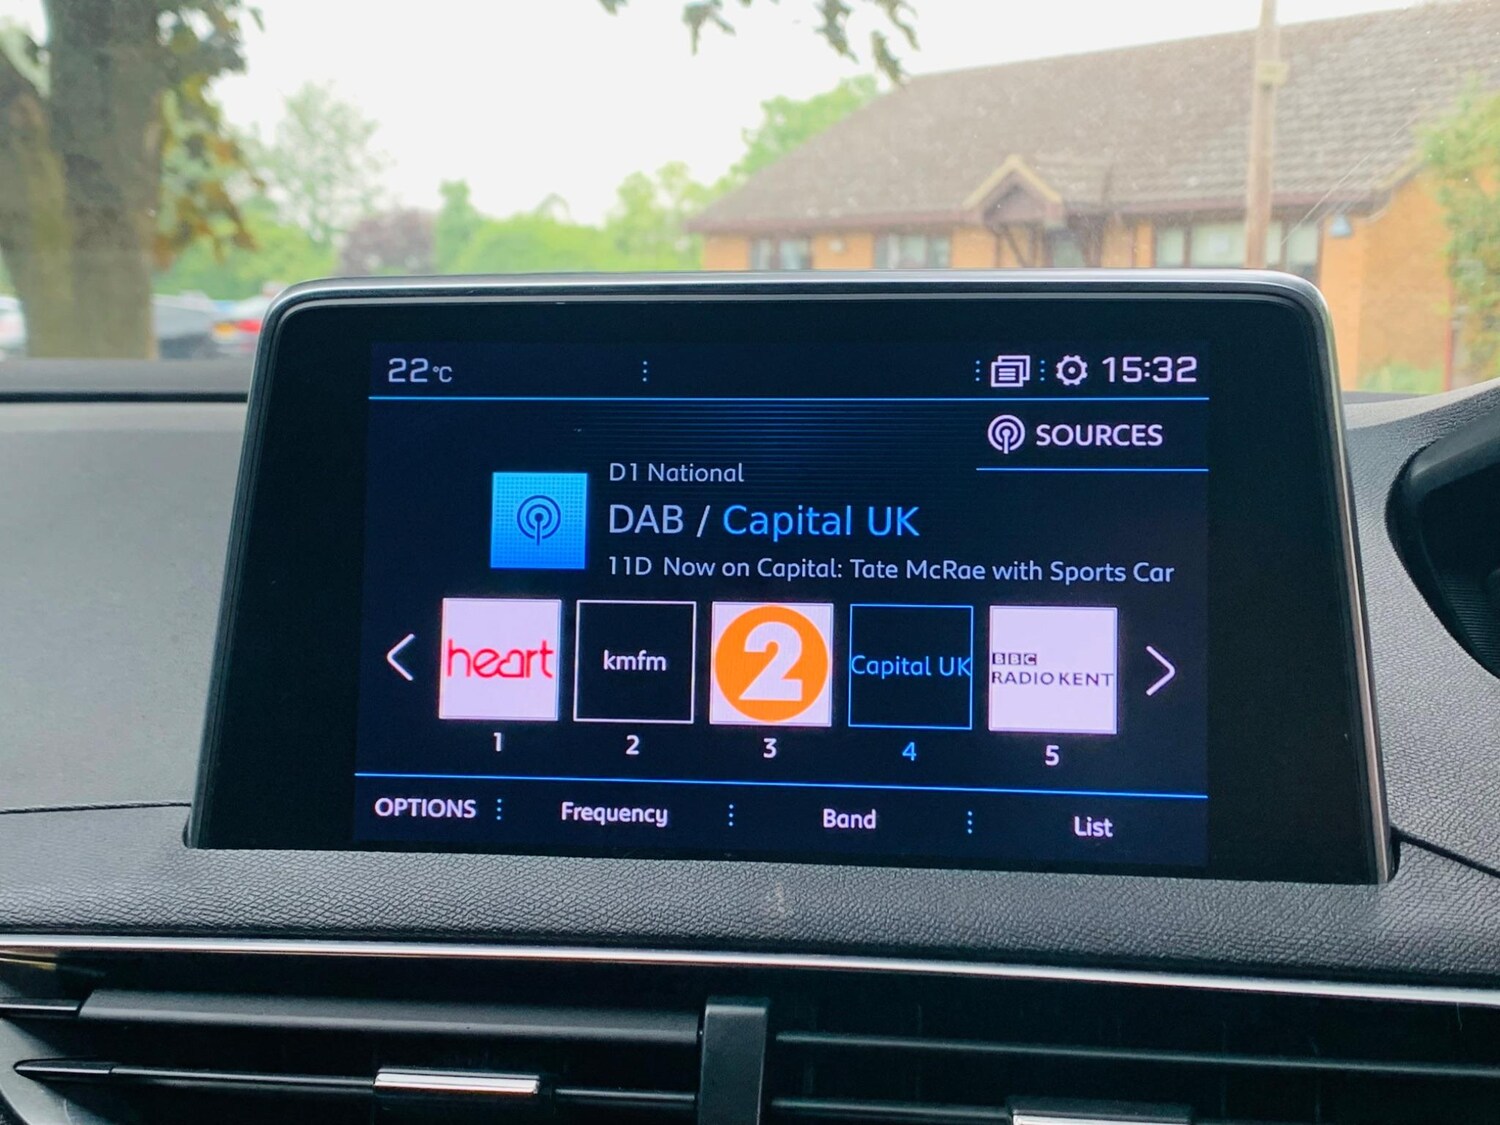 22°C
15:32
SOURCES
D1 National
DAB / Capital UK
11D Now on Capital: Tate McRae with Sports Car
heart
kmfm
2
Capital UK
BBC
RADIO KENT
1
2
3
4
5
OPTIONS
Frequency
Band
List